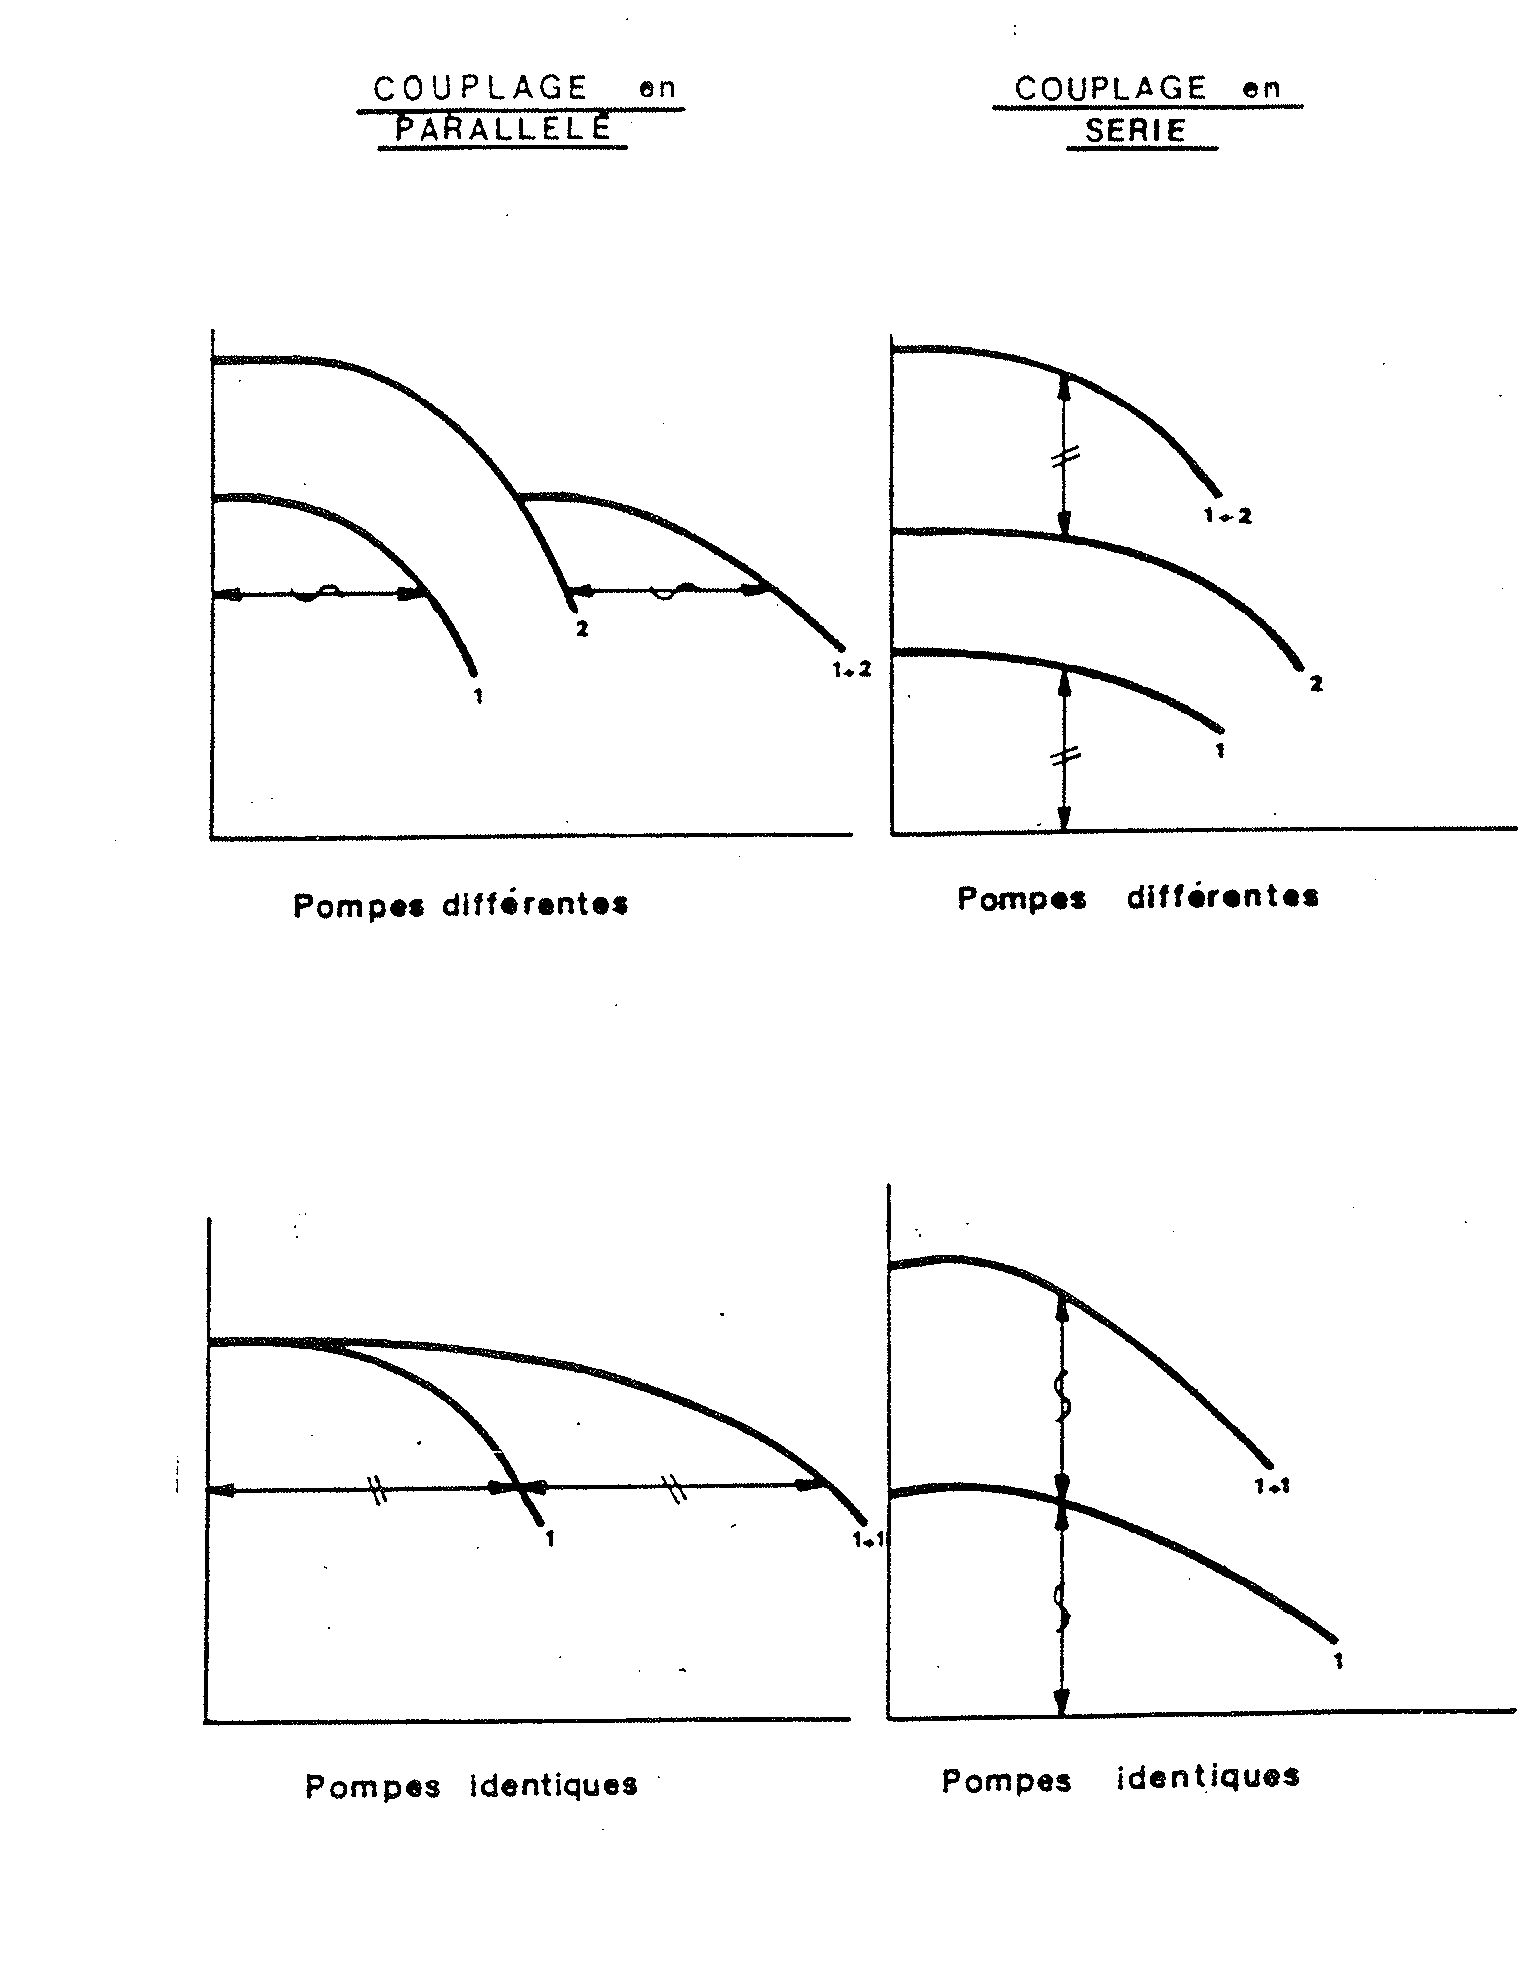 COUPLAGE en
PARALLELE
COUPLAGE en
SERIE
1
2
1+2
Pompes différentes
1+2
2
1
Pompes différentes
1
1+1
Pompes identiques
1+1
1
Pompes identiques